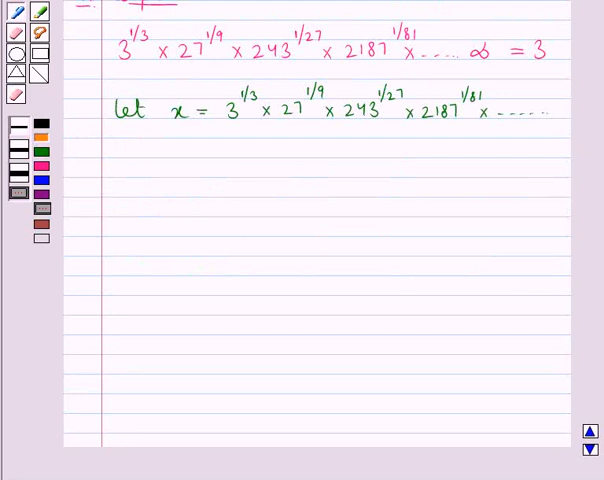 3^{1/3} × 27^{1/9} × 243^{1/27} × 2187^{1/81} × ..... ∞ = 3
let x = 3^{1/3} × 27^{1/9} × 243^{1/27} × 2187^{1/81} × ------